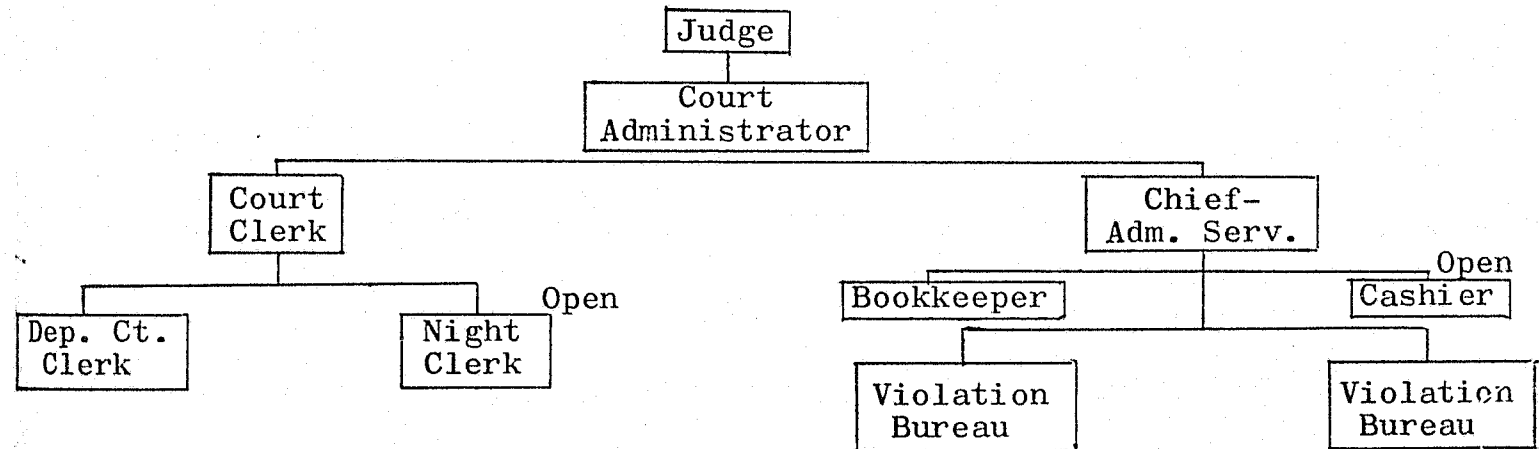 Judge
Court
Administrator
Court
Clerk
Chief-
Adm. Serv.
Dep. Ct.
Clerk
Night
Clerk
Open
Bookkeeper
Open
Cashier
Violation
Bureau
Violation
Bureau